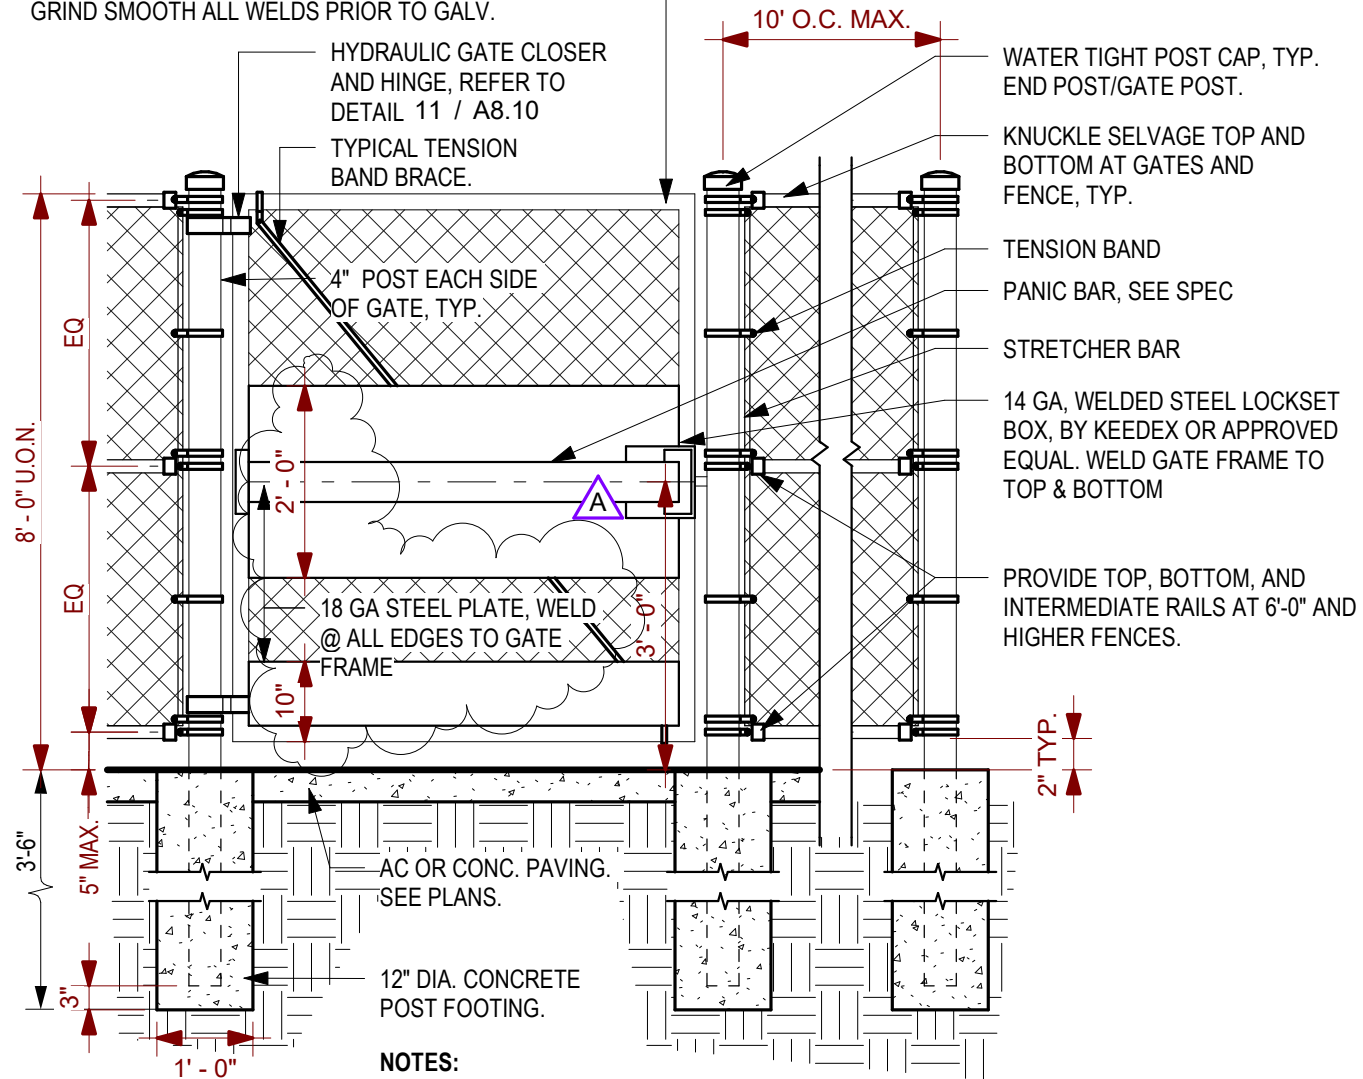 GRIND SMOOTH ALL WELDS PRIOR TO GALV.
10' O.C. MAX.
HYDRAULIC GATE CLOSER
AND HINGE, REFER TO
DETAIL 11 / A8.10
TYPICAL TENSION
BAND BRACE.
4" POST EACH SIDE
OF GATE, TYP.
WATER TIGHT POST CAP, TYP.
END POST/GATE POST.
KNUCKLE SELVAGE TOP AND
BOTTOM AT GATES AND
FENCE, TYP.
TENSION BAND
PANIC BAR, SEE SPEC
STRETCHER BAR
14 GA, WELDED STEEL LOCKSET
BOX, BY KEEDEX OR APPROVED
EQUAL. WELD GATE FRAME TO
TOP & BOTTOM
PROVIDE TOP, BOTTOM, AND
INTERMEDIATE RAILS AT 6'-0" AND
HIGHER FENCES.
EQ
8' - 0" U.O.N.
EQ
2' - 0"
A
18 GA STEEL PLATE, WELD
@ ALL EDGES TO GATE
FRAME
3' - 0"
10"
2" TYP.
3'-6"
5" MAX.
AC OR CONC. PAVING.
SEE PLANS.
12" DIA. CONCRETE
POST FOOTING.
3"
1' - 0"
NOTES: